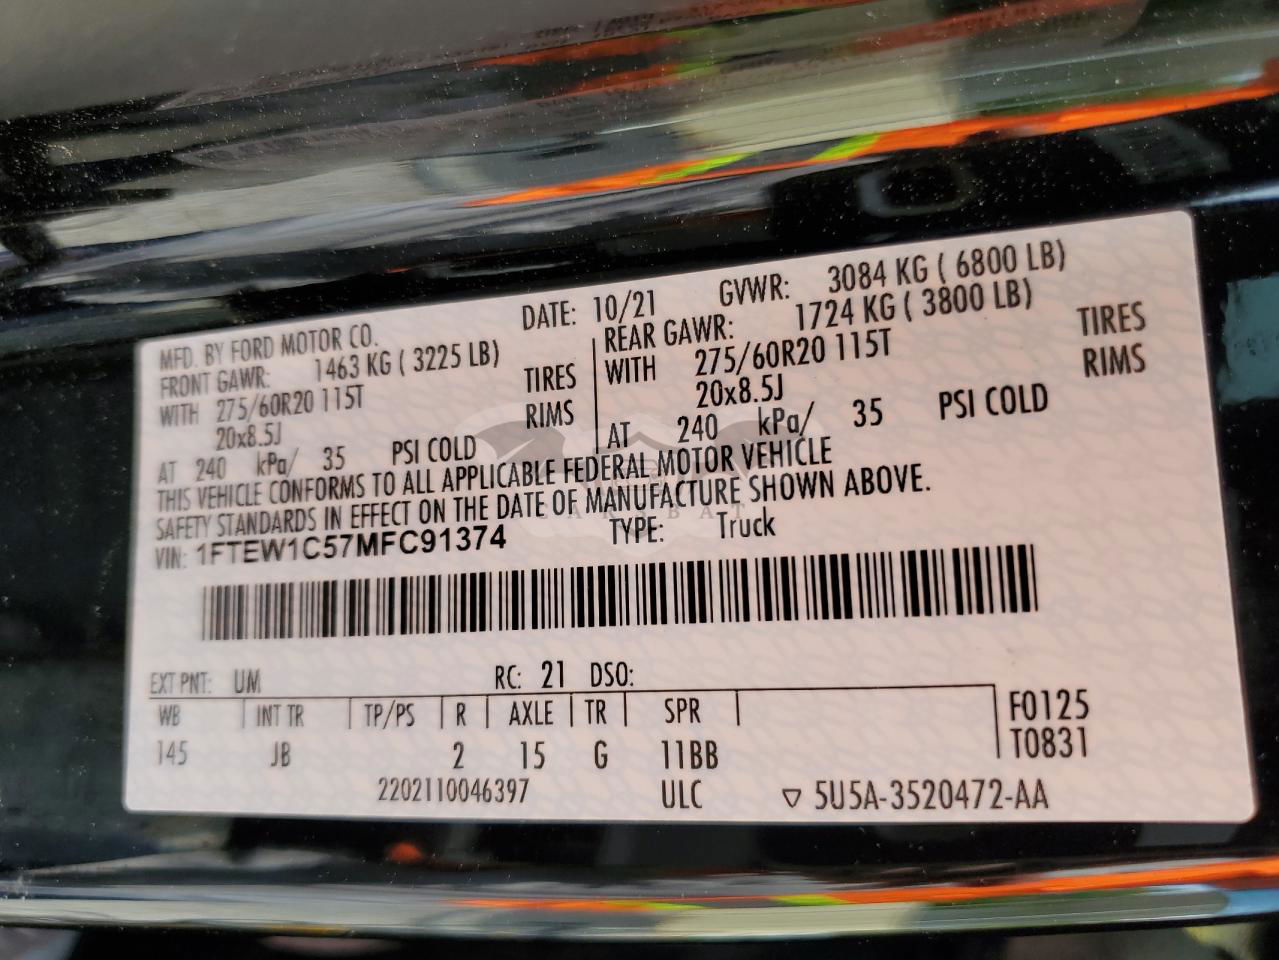 MFD. BY FORD MOTOR CO. DATE: 10/21 GVWR: 3084 KG ( 6800 LB)
FRONT GAWR: 1463 KG ( 3225 LB) REAR GAWR: 1724 KG ( 3800 LB)
WITH 275/60R20 115T TIRES WITH 275/60R20 115T TIRES
20x8.5J RIMS 20x8.5J RIMS
AT 240 kPa/ 35 PSI COLD AT 240 kPa/ 35 PSI COLD
THIS VEHICLE CONFORMS TO ALL APPLICABLE FEDERAL MOTOR VEHICLE
SAFETY STANDARDS IN EFFECT ON THE DATE OF MANUFACTURE SHOWN ABOVE.
CARSBAT
VIN: 1FTEW1C57MFC91374 TYPE: Truck
EXT PNT: UM RC: 21 DSO:
WB INT TR TP/PS R AXLE TR SPR F0125
145 JB 2 15 G 11BB T0831
2202110046397 ULC ▽ 5U5A-3520472-AA